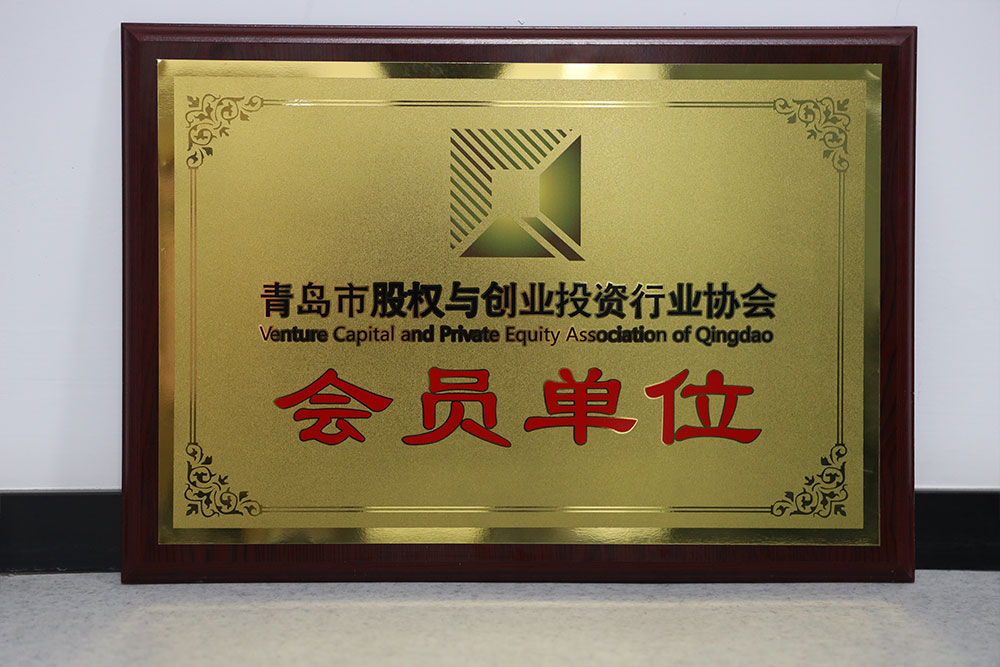 青岛市股权与创业投资行业协会
Venture Capital and Private Equity Association of Qingdao
会员单位